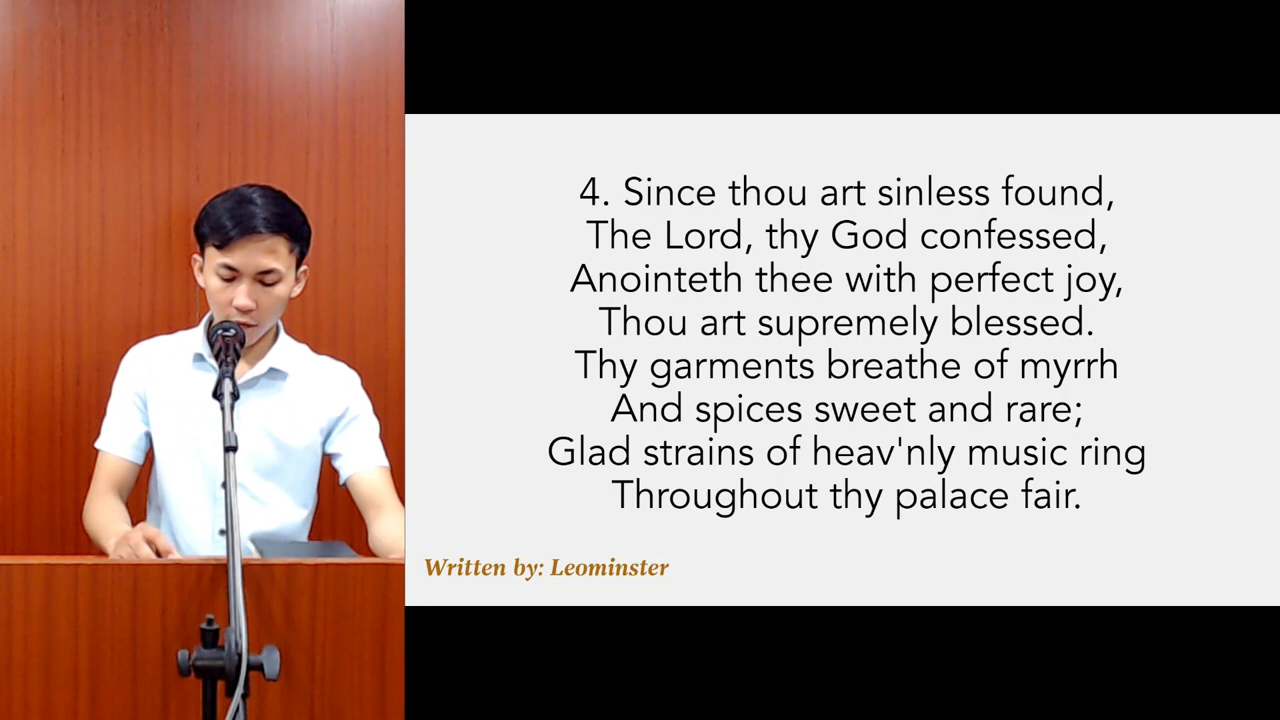 4. Since thou art sinless found,
The Lord, thy God confessed,
Anointeth thee with perfect joy,
Thou art supremely blessed.
Thy garments breathe of myrrh
And spices sweet and rare;
Glad strains of heav'nly music ring
Throughout thy palace fair.
Written by: Leominster